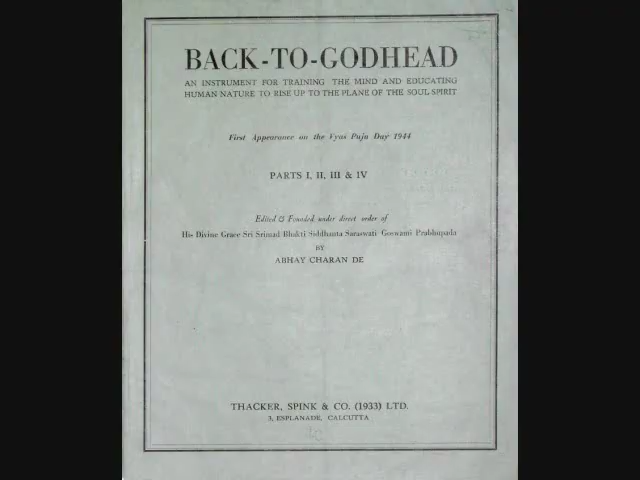 BACK-TO-GODHEAD
AN INSTRUMENT FOR TRAINING THE MIND AND EDUCATING
HUMAN NATURE TO RISE UP TO THE PLANE OF THE SOUL SPIRIT
First Appearance on the Vyas Puja Day 1944
PARTS I, II, III & IV
Edited & Founded under direct order of
His Divine Grace Sri Srimad Bhakti Siddhanta Saraswati Goswami Prabhupada
BY
ABHAY CHARAN DE
THACKER, SPINK & CO. (1933) LTD.
3, ESPLANADE, CALCUTTA